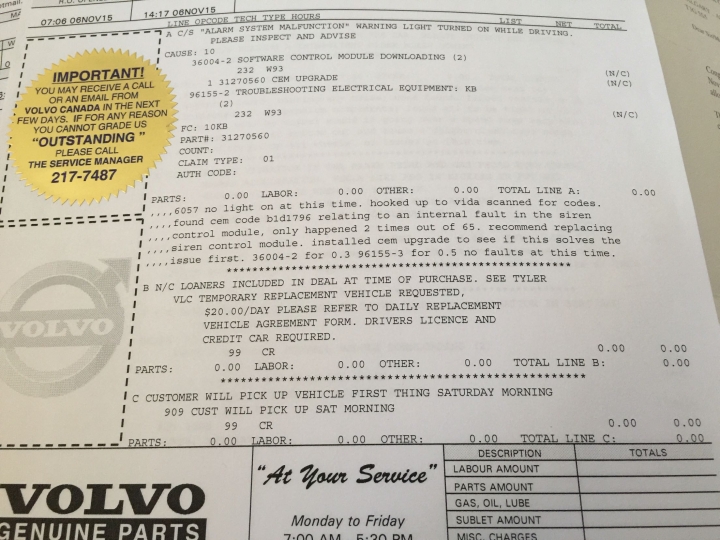 07:06 06NOV15 14:17 06NOV15
LINE OPCODE TECH TYPE HOURS LIST NET TOTAL
A C/S "ALARM SYSTEM MALFUNCTION" WARNING LIGHT TURNED ON WHILE DRIVING.
PLEASE INSPECT AND ADVISE
CAUSE: 10
36004-2 SOFTWARE CONTROL MODULE DOWNLOADING (2)
232 W93 (N/C)
1 31270560 CEM UPGRADE (N/C)
96155-2 TROUBLESHOOTING ELECTRICAL EQUIPMENT: KB
(2)
232 W93 (N/C)
FC: 10KB
PART#: 31270560
COUNT:
CLAIM TYPE: 01
AUTH CODE:
PARTS: 0.00 LABOR: 0.00 OTHER: 0.00 TOTAL LINE A: 0.00
,,,,6057 no light on at this time. hooked up to vida scanned for codes.
,,,,found cem code b1d1796 relating to an internal fault in the siren
,,,,control module, only happened 2 times out of 65. recommend replacing
,,,,siren control module. installed cem upgrade to see if this solves the
,,,,issue first. 36004-2 for 0.3 96155-3 for 0.5 no faults at this time.
****************************************************
B N/C LOANERS INCLUDED IN DEAL AT TIME OF PURCHASE. SEE TYLER
VLC TEMPORARY REPLACEMENT VEHICLE REQUESTED,
$20.00/DAY PLEASE REFER TO DAILY REPLACEMENT
VEHICLE AGREEMENT FORM. DRIVERS LICENCE AND
CREDIT CAR REQUIRED.
99 CR 0.00 0.00
PARTS: 0.00 LABOR: 0.00 OTHER: 0.00 TOTAL LINE B: 0.00
****************************************************
C CUSTOMER WILL PICK UP VEHICLE FIRST THING SATURDAY MORNING
909 CUST WILL PICK UP SAT MORNING
99 CR 0.00 0.00
PARTS: 0.00 LABOR: 0.00 OTHER: 0.00 TOTAL LINE C: 0.00
IMPORTANT!
YOU MAY RECEIVE A CALL
OR AN EMAIL FROM
VOLVO CANADA IN THE NEXT
FEW DAYS. IF FOR ANY REASON
YOU CANNOT GRADE US
"OUTSTANDING "
PLEASE CALL
THE SERVICE MANAGER
217-7487
VOLVO
VOLVO
GENUINE PARTS
"At Your Service"
Monday to Friday
7:00 AM - 5:30 PM
DESCRIPTION TOTALS
LABOUR AMOUNT
PARTS AMOUNT
GAS, OIL, LUBE
SUBLET AMOUNT
MISC. CHARGES